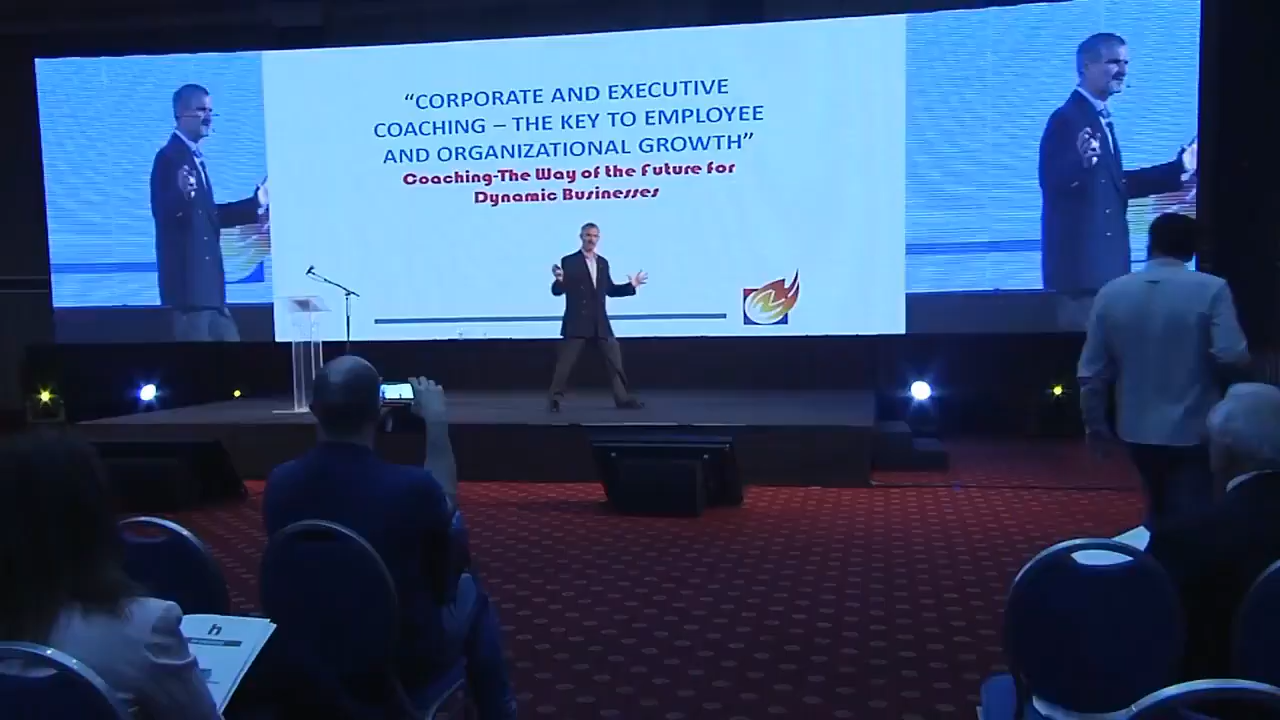 “CORPORATE AND EXECUTIVE
COACHING – THE KEY TO EMPLOYEE
AND ORGANIZATIONAL GROWTH”
Coaching-The Way of the Future for
Dynamic Businesses
h